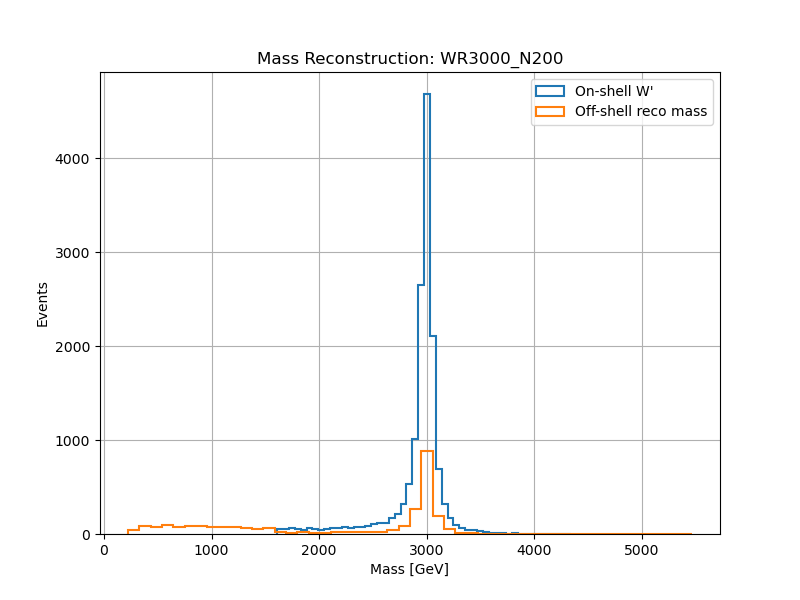 Mass Reconstruction: WR3000_N200
On-shell W'
Off-shell reco mass
4000
3000
2000
1000
0
Events
0 1000 2000 3000 4000 5000
Mass [GeV]